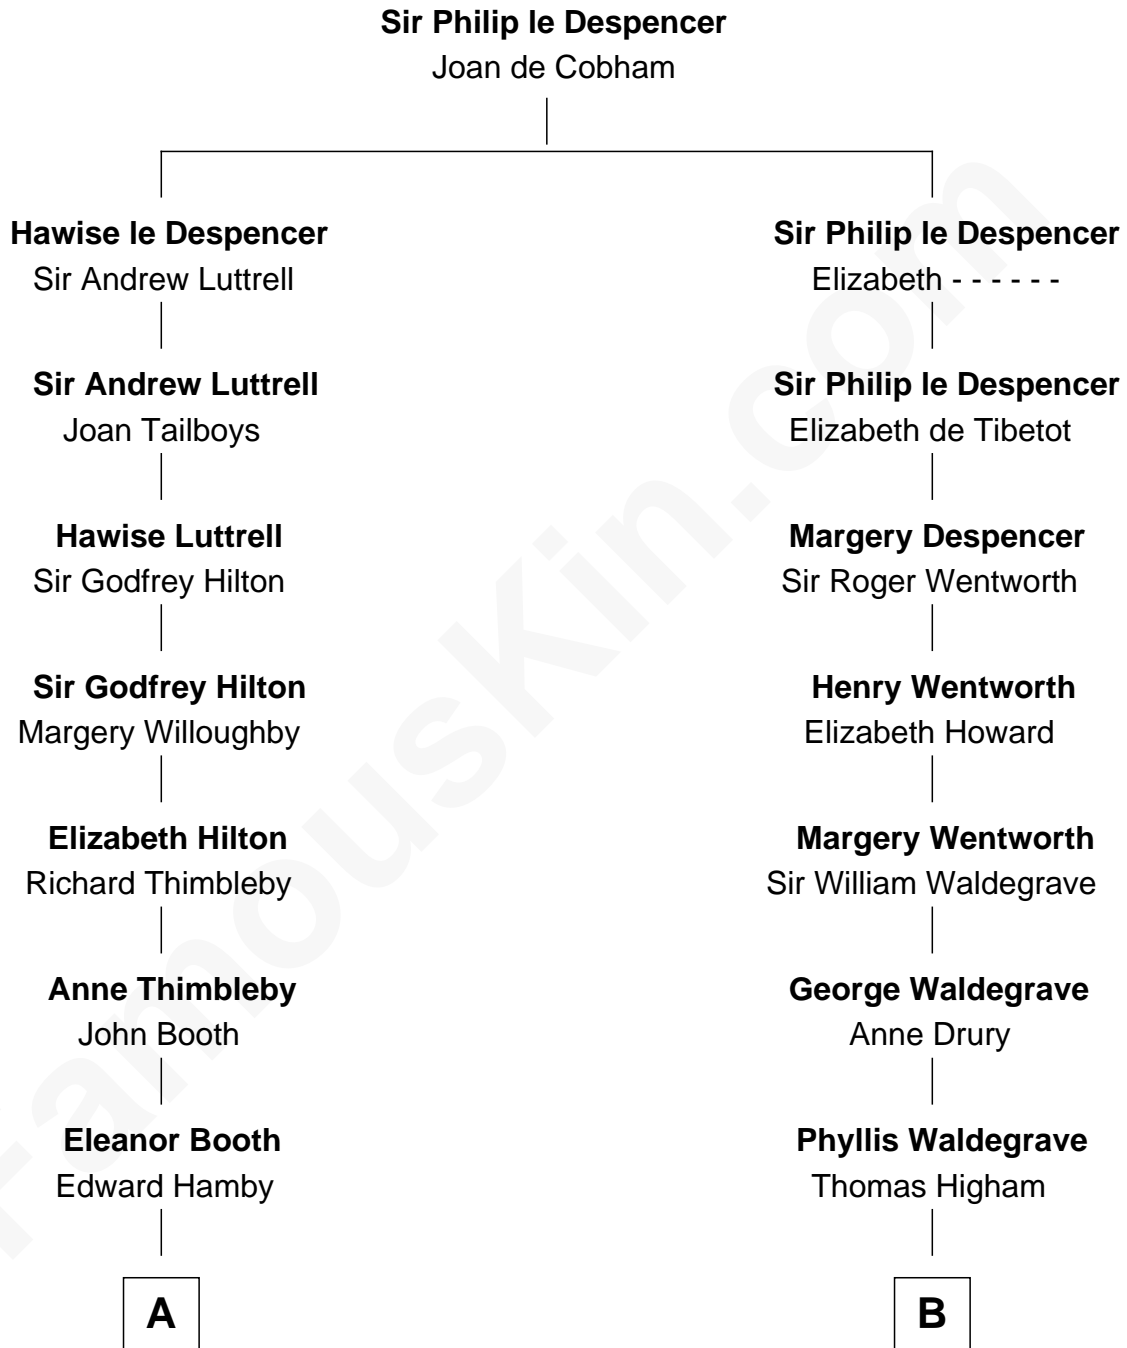 Sir Philip le Despencer
Joan de Cobham
Hawise le Despencer
Sir Andrew Luttrell
Sir Andrew Luttrell
Joan Tailboys
Hawise Luttrell
Sir Godfrey Hilton
Sir Godfrey Hilton
Margery Willoughby
Elizabeth Hilton
Richard Thimbleby
Anne Thimbleby
John Booth
Eleanor Booth
Edward Hamby
A
Sir Philip le Despencer
Elizabeth - - - - - -
Sir Philip le Despencer
Elizabeth de Tibetot
Margery Despencer
Sir Roger Wentworth
Henry Wentworth
Elizabeth Howard
Margery Wentworth
Sir William Waldegrave
George Waldegrave
Anne Drury
Phyllis Waldegrave
Thomas Higham
B
FamousKin.com